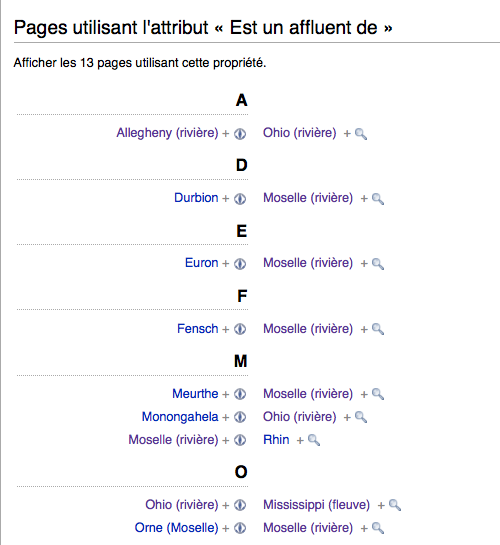 Pages utilisant l'attribut « Est un affluent de »
Afficher les 13 pages utilisant cette propriété.
A
Allegheny (rivière) + Ohio (rivière) +
D
Durbion + Moselle (rivière) +
E
Euron + Moselle (rivière) +
F
Fensch + Moselle (rivière) +
M
Meurthe + Moselle (rivière) +
Monongahela + Ohio (rivière) +
Moselle (rivière) + Rhin +
O
Ohio (rivière) + Mississippi (fleuve) +
Orne (Moselle) + Moselle (rivière) +